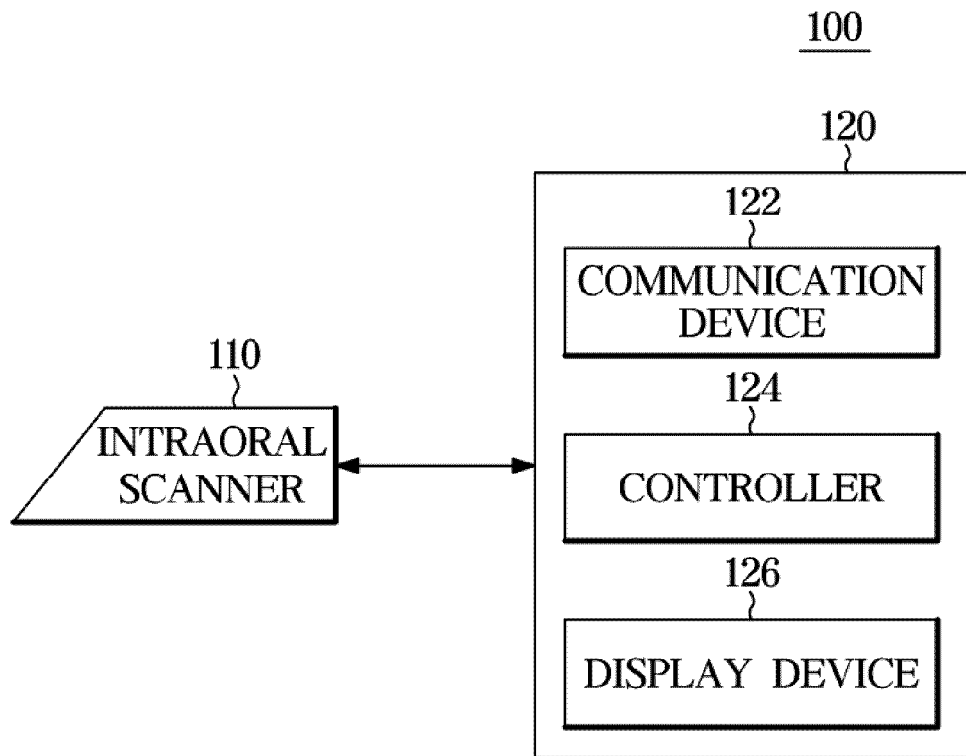 100
120
122
COMMUNICATION
DEVICE
110
INTRAORAL
SCANNER
124
CONTROLLER
126
DISPLAY DEVICE